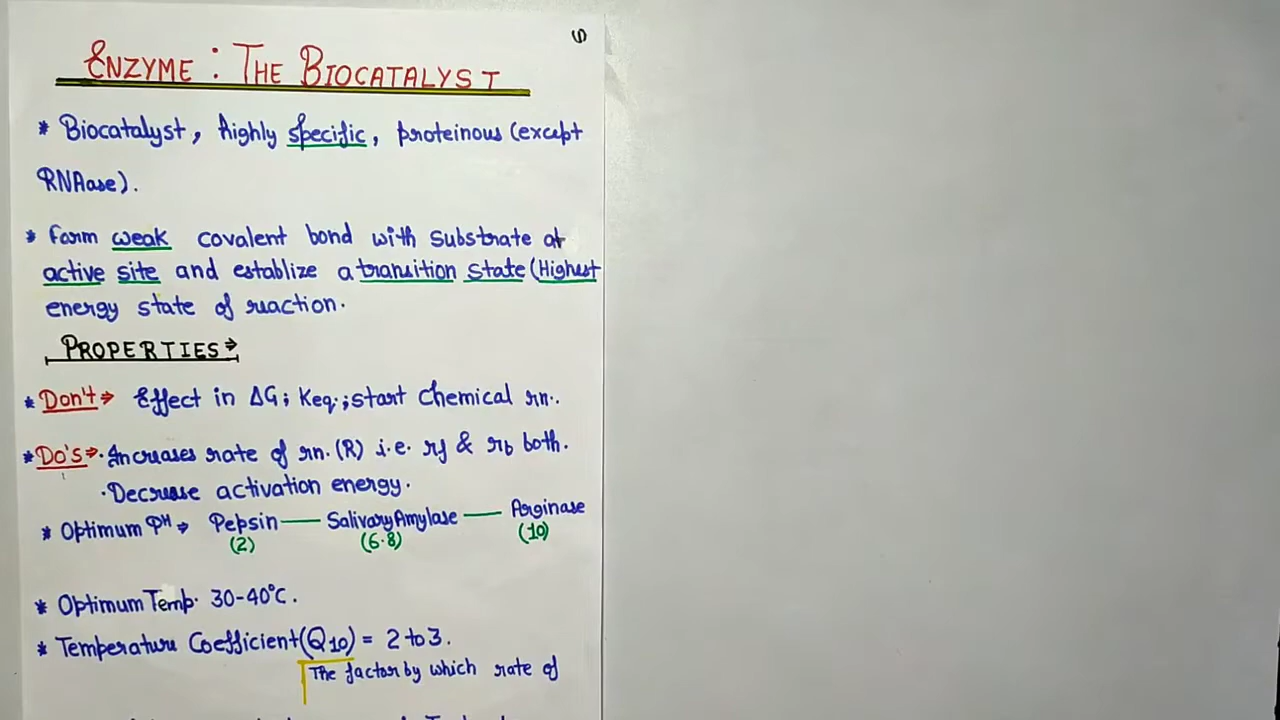 ENZYME : THE BIOCATALYST
* Biocatalyst, highly specific, proteinous (except
RNAase).
* Form weak covalent bond with substrate at
active site and establize a transition state (Highest
energy state of reaction.
PROPERTIES⇒
* Don't ⇒ Effect in ΔG; Keq.; start chemical rn.
* Do's ⇒ · Increases rate of rn. (R) i.e. rf & rb both.
· Decrease activation energy.
* Optimum PH ⇒ Pepsin — Salivary Amylase — Arginase
(2) (6.8) (10)
* Optimum Temp. 30-40°C.
* Temperature Coefficient (Q10) = 2 to 3.
The factor by which rate of